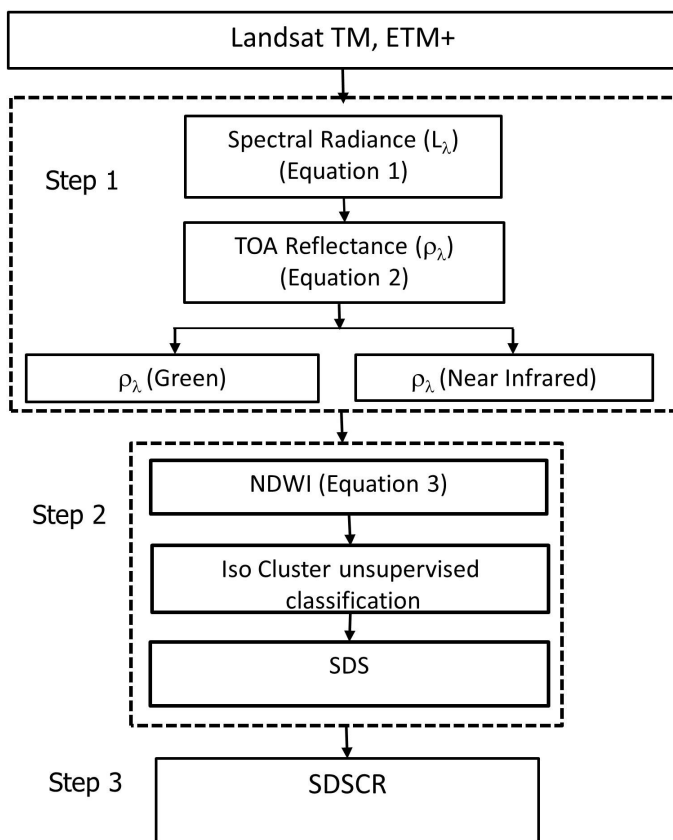 Landsat TM, ETM+
Step 1
Spectral Radiance (Lλ)
(Equation 1)
TOA Reflectance (ρλ)
(Equation 2)
ρλ (Green)
ρλ (Near Infrared)
Step 2
NDWI (Equation 3)
Iso Cluster unsupervised
classification
SDS
Step 3
SDSCR